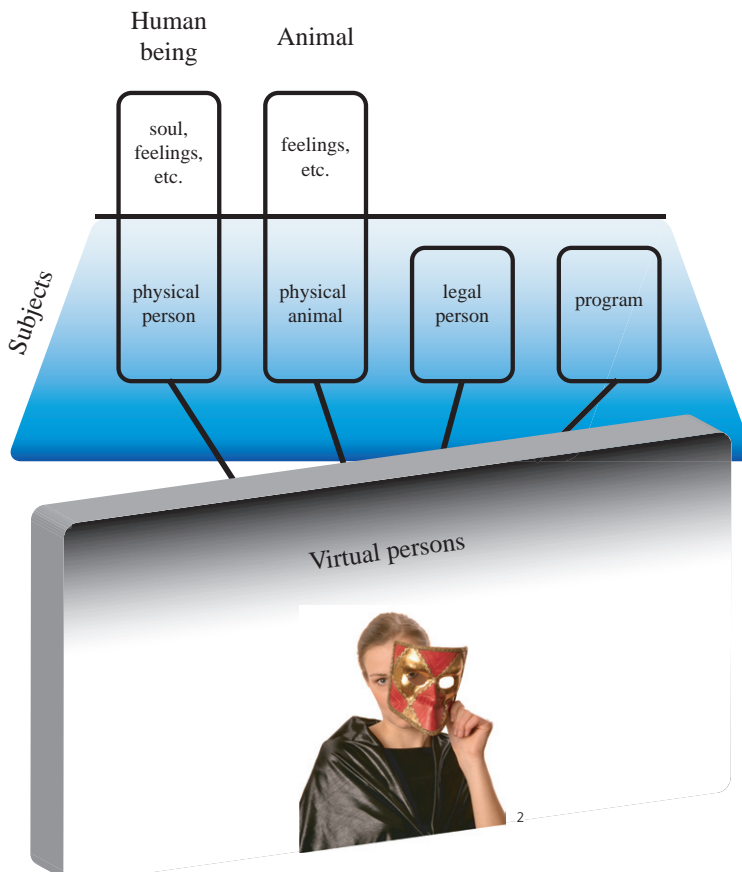 Human
being
Animal
soul,
feelings,
etc.
feelings,
etc.
Subjects
physical
person
physical
animal
legal
person
program
Virtual persons
2